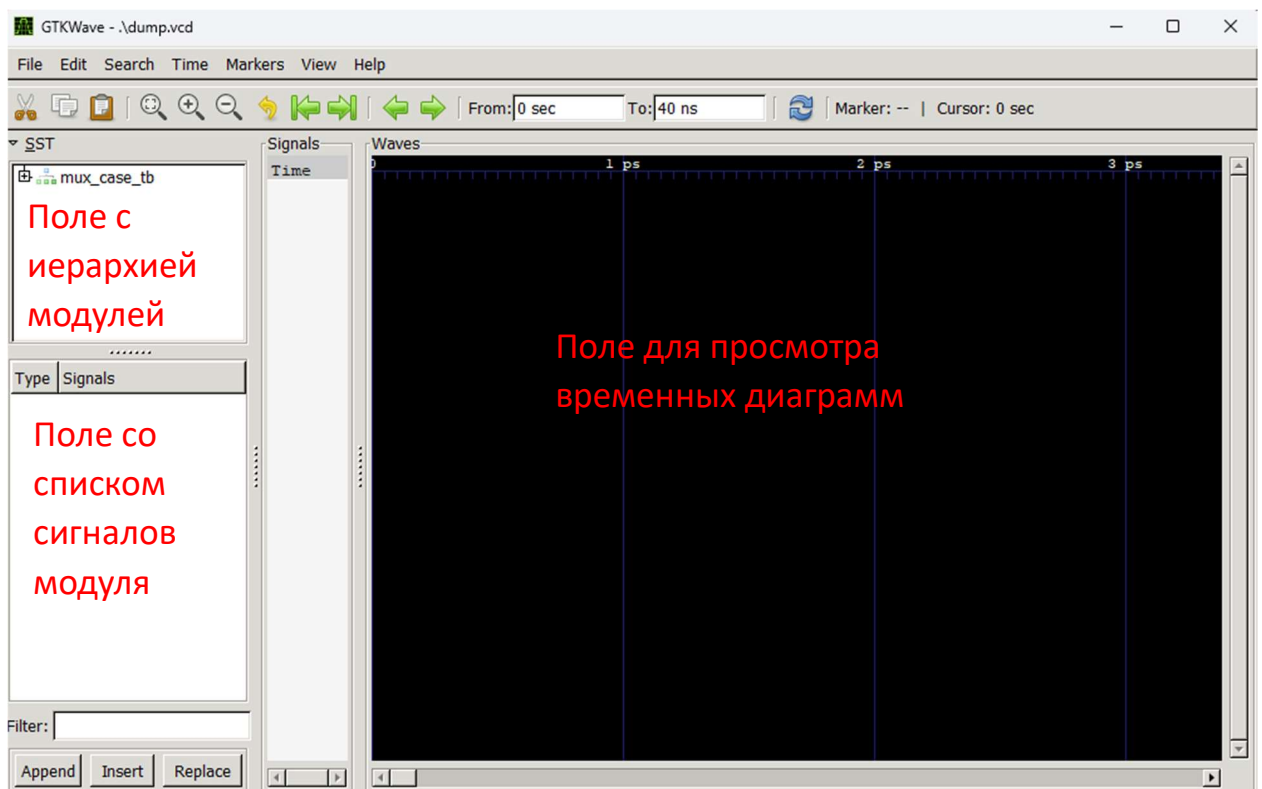 GTKWave - .\dump.vcd
File Edit Search Time Markers View Help
From: 0 sec To: 40 ns Marker: -- | Cursor: 0 sec
SST
mux_case_tb
Поле с
иерархией
модулей
Type Signals
Поле со
списком
сигналов
модуля
Filter:
Append Insert Replace
Signals
Time
Waves
0 1 ps 2 ps 3 ps
Поле для просмотра
временных диаграмм